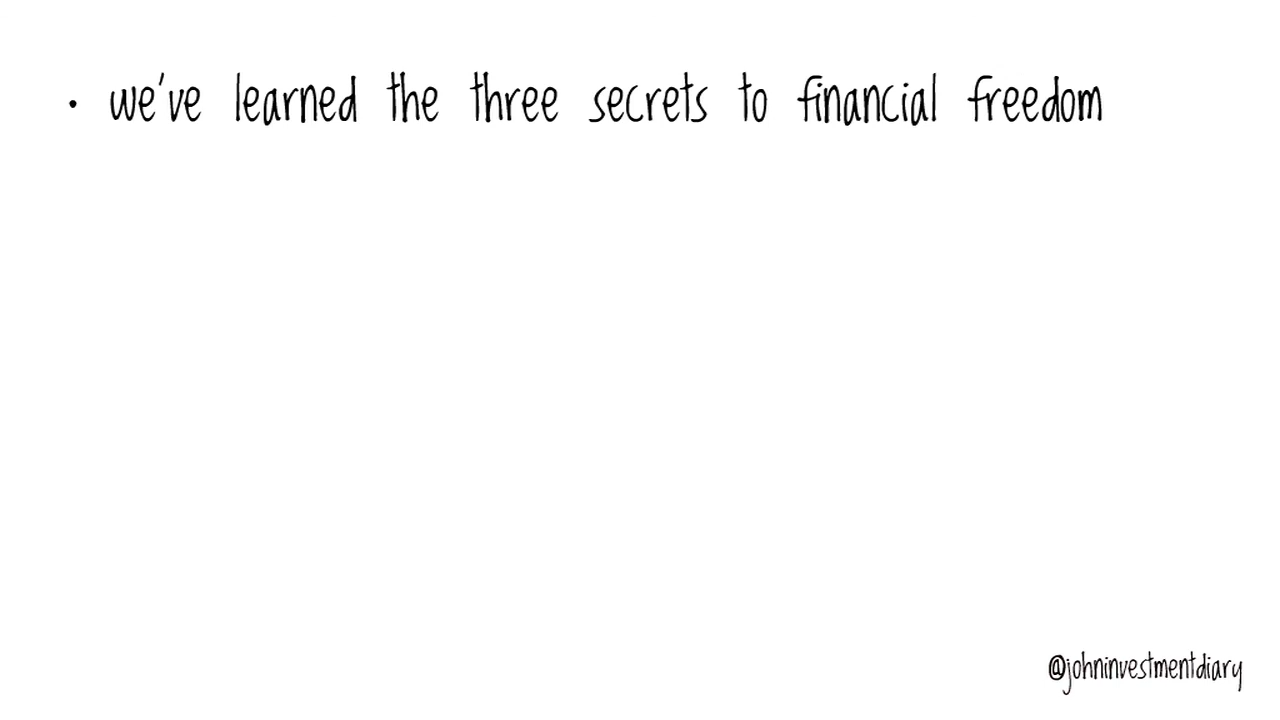 • we've learned the three secrets to financial freedom
@johninvestmentdiary